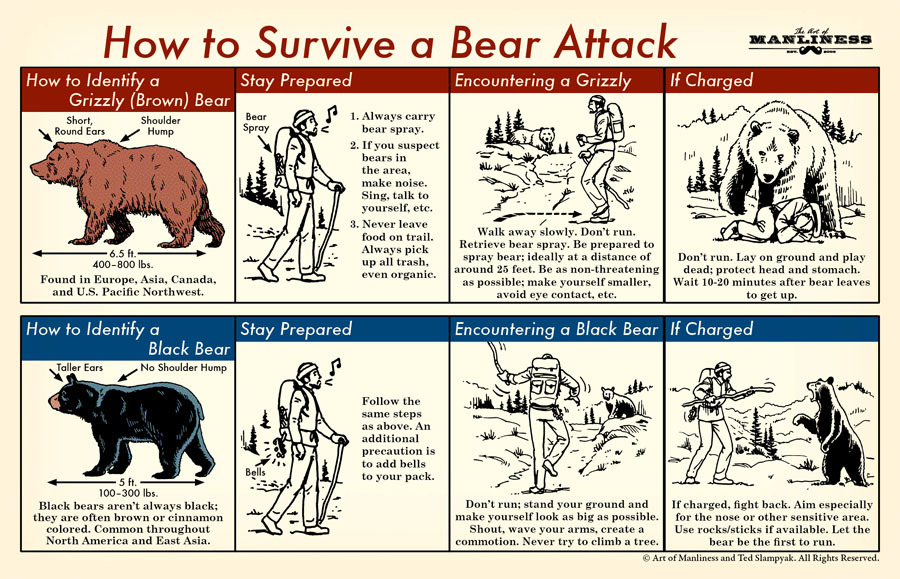 How to Survive a Bear Attack
The Art of
MANLINESS
EST. 2008
How to Identify a
Grizzly (Brown) Bear
Short,
Round Ears
Shoulder
Hump
6.5 ft.
400–800 lbs.
Found in Europe, Asia, Canada,
and U.S. Pacific Northwest.
Stay Prepared
Bear
Spray
1. Always carry
bear spray.
2. If you suspect
bears in
the area,
make noise.
Sing, talk to
yourself, etc.
3. Never leave
food on trail.
Always pick
up all trash,
even organic.
Encountering a Grizzly
Walk away slowly. Don't run.
Retrieve bear spray. Be prepared to
spray bear; ideally at a distance of
around 25 feet. Be as non-threatening
as possible; make yourself smaller,
avoid eye contact, etc.
If Charged
Don't run. Lay on ground and play
dead; protect head and stomach.
Wait 10-20 minutes after bear leaves
to get up.
How to Identify a
Black Bear
Taller Ears
No Shoulder Hump
5 ft.
100–300 lbs.
Black bears aren't always black;
they are often brown or cinnamon
colored. Common throughout
North America and East Asia.
Stay Prepared
Bells
Follow the
same steps
as above. An
additional
precaution is
to add bells
to your pack.
Encountering a Black Bear
Don't run; stand your ground and
make yourself look as big as possible.
Shout, wave your arms, create a
commotion. Never try to climb a tree.
If Charged
If charged, fight back. Aim especially
for the nose or other sensitive area.
Use rocks/sticks if available. Let the
bear be the first to run.
© Art of Manliness and Ted Slampyak. All Rights Reserved.